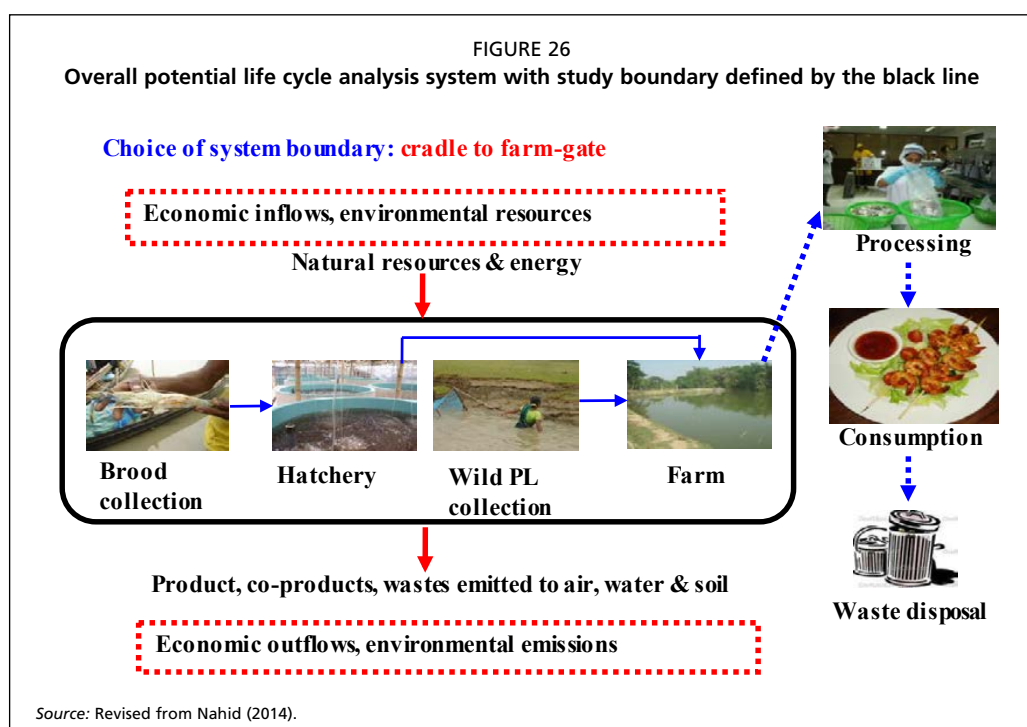 FIGURE 26
Overall potential life cycle analysis system with study boundary defined by the black line
Choice of system boundary: cradle to farm-gate
Economic inflows, environmental resources
Natural resources & energy
Brood
collection
Hatchery
Wild PL
collection
Farm
Product, co-products, wastes emitted to air, water & soil
Economic outflows, environmental emissions
Processing
Consumption
Waste disposal
Source: Revised from Nahid (2014).